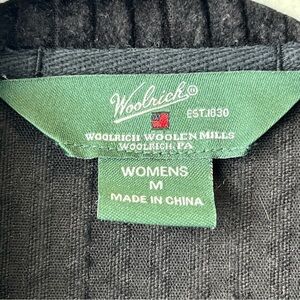 Woolrich®
EST.1830
WOOLRICH WOOLEN MILLS
WOOLRICH, PA
WOMENS
M
MADE IN CHINA